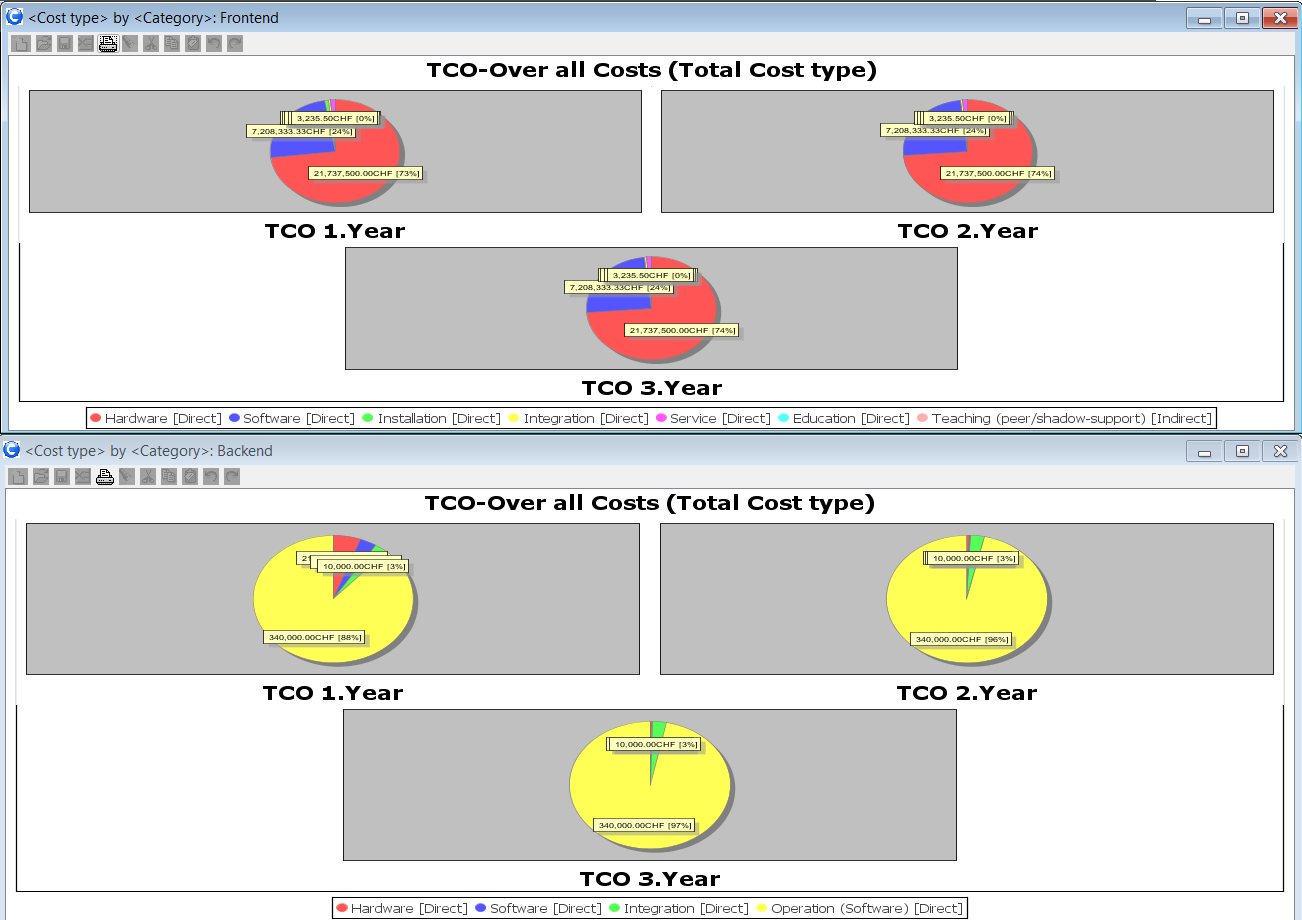 <Cost type> by <Category>: Frontend
TCO-Over all Costs (Total Cost type)
3,235.50CHF [0%]
7,208,333.33CHF [24%]
21,737,500.00CHF [73%]
TCO 1.Year
3,235.50CHF [0%]
7,208,333.33CHF [24%]
21,737,500.00CHF [74%]
TCO 2.Year
3,235.50CHF [0%]
7,208,333.33CHF [24%]
21,737,500.00CHF [74%]
TCO 3.Year
Hardware [Direct] Software [Direct] Installation [Direct] Integration [Direct] Service [Direct] Education [Direct] Teaching (peer/shadow-support) [Indirect]
<Cost type> by <Category>: Backend
TCO-Over all Costs (Total Cost type)
10,000.00CHF [3%]
340,000.00CHF [88%]
TCO 1.Year
10,000.00CHF [3%]
340,000.00CHF [96%]
TCO 2.Year
10,000.00CHF [3%]
340,000.00CHF [97%]
TCO 3.Year
Hardware [Direct] Software [Direct] Integration [Direct] Operation (Software) [Direct]